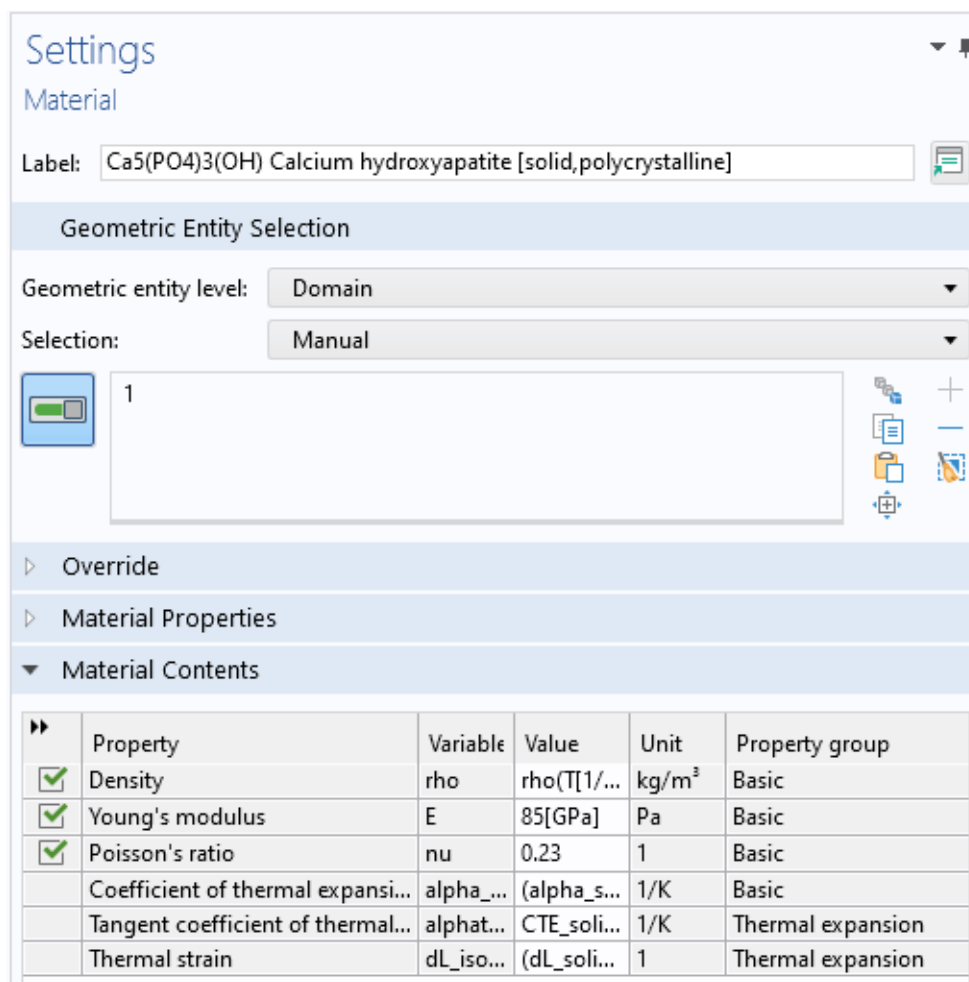 Settings
Material
Label: Ca5(PO4)3(OH) Calcium hydroxyapatite [solid,polycrystalline]
Geometric Entity Selection
Geometric entity level: Domain
Selection: Manual
1
Override
Material Properties
Material Contents
Property Variable Value Unit Property group
Density rho rho(T[1/... kg/m³ Basic
Young's modulus E 85[GPa] Pa Basic
Poisson's ratio nu 0.23 1 Basic
Coefficient of thermal expansi... alpha_... (alpha_s... 1/K Basic
Tangent coefficient of thermal... alphat... CTE_soli... 1/K Thermal expansion
Thermal strain dL_iso... (dL_soli... 1 Thermal expansion